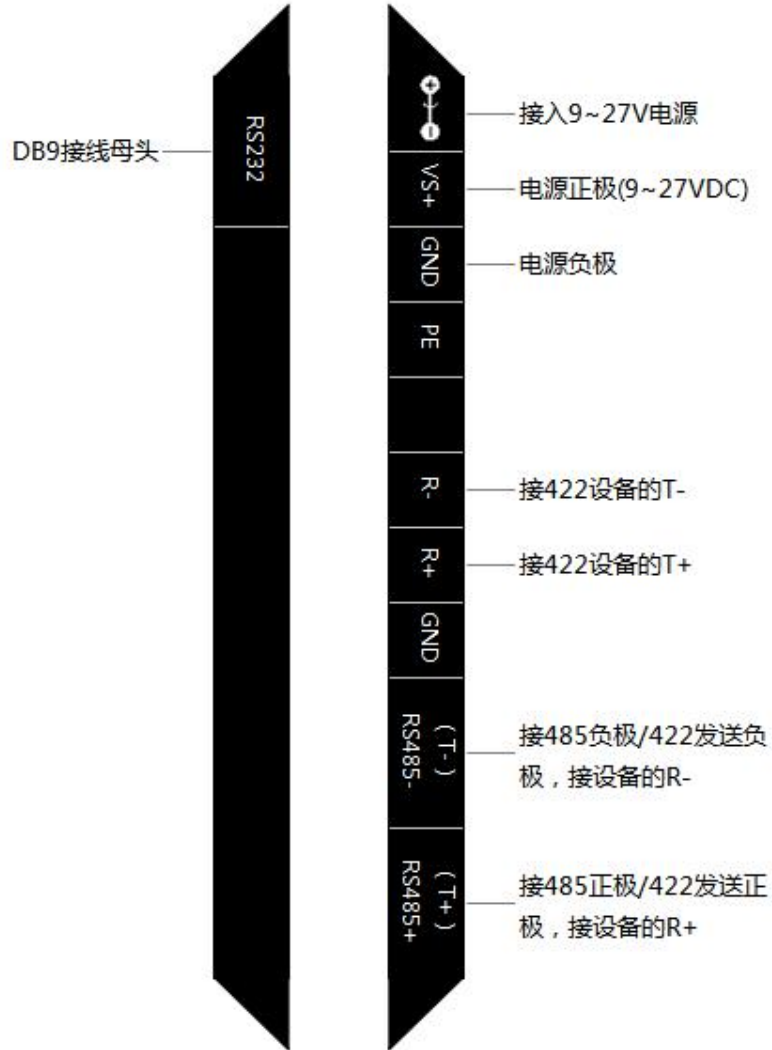 DB9接线母头
RS232
接入9~27V电源
VS+
电源正极(9~27VDC)
GND
电源负极
PE
R-
接422设备的T-
R+
接422设备的T+
GND
(T-)
RS485-
接485负极/422发送负
极，接设备的R-
(T+)
RS485+
接485正极/422发送正
极，接设备的R+